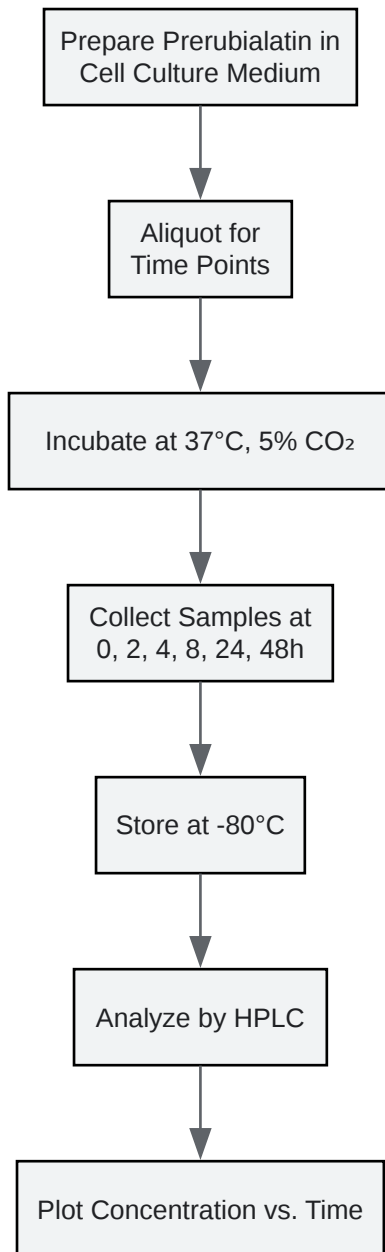 Prepare Prerubialatin in
Cell Culture Medium
Aliquot for
Time Points
Incubate at 37°C, 5% CO₂
Collect Samples at
0, 2, 4, 8, 24, 48h
Store at -80°C
Analyze by HPLC
Plot Concentration vs. Time